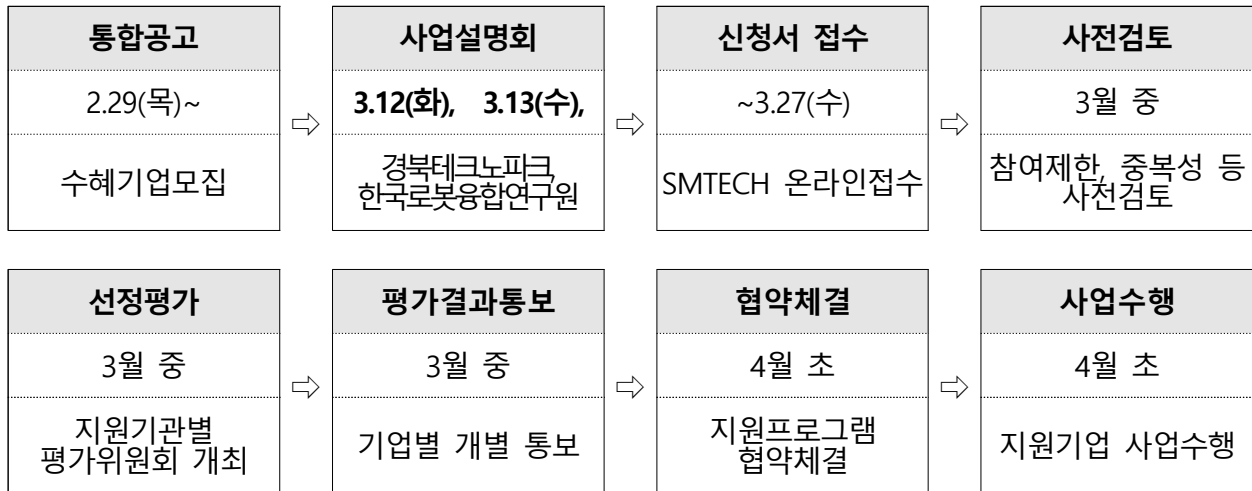 통합공고
2.29(목)~
수혜기업모집
⇨
사업설명회
3.12(화), 3.13(수),
경북테크노파크,
한국로봇융합연구원
⇨
신청서 접수
~3.27(수)
SMTECH 온라인접수
⇨
사전검토
3월 중
참여제한, 중복성 등
사전검토
선정평가
3월 중
지원기관별
평가위원회 개최
⇨
평가결과통보
3월 중
기업별 개별 통보
⇨
협약체결
4월 초
지원프로그램
협약체결
⇨
사업수행
4월 초
지원기업 사업수행